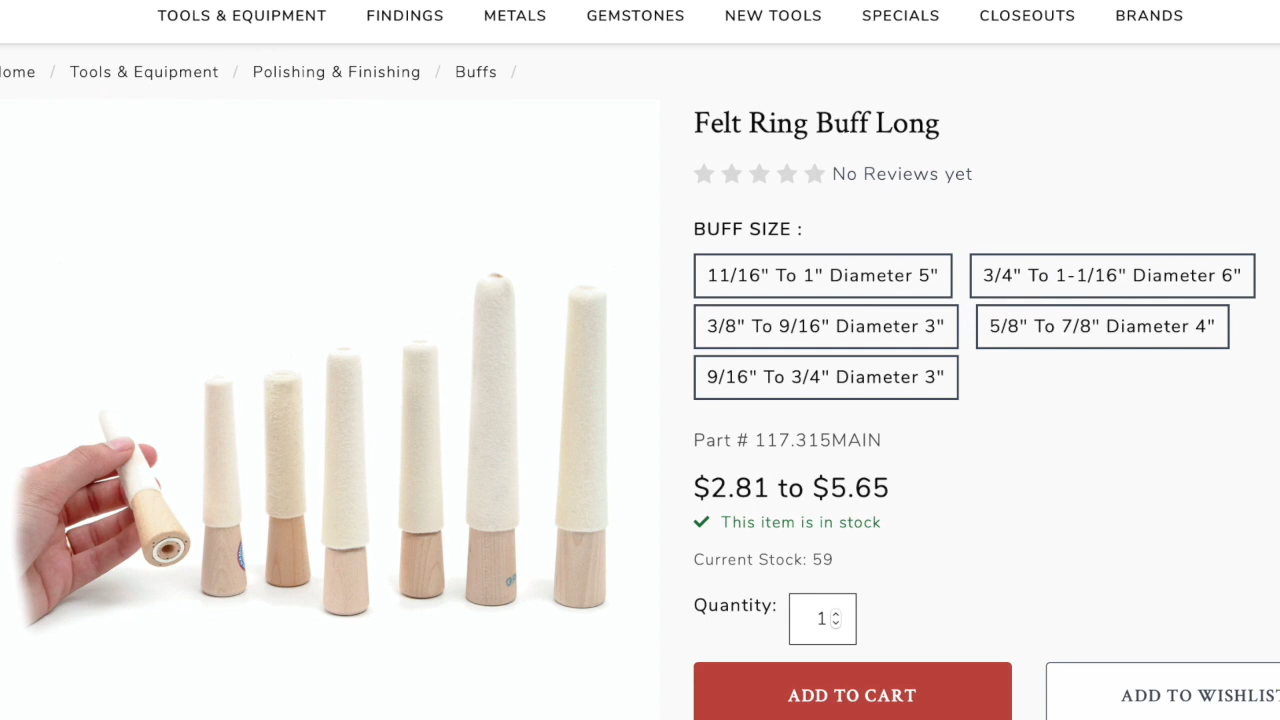 TOOLS & EQUIPMENT FINDINGS METALS GEMSTONES NEW TOOLS SPECIALS CLOSEOUTS BRANDS
/ Tools & Equipment / Polishing & Finishing / Buffs /
Felt Ring Buff Long
No Reviews yet
BUFF SIZE :
11/16" To 1" Diameter 5" 3/4" To 1-1/16" Diameter 6"
3/8" To 9/16" Diameter 3" 5/8" To 7/8" Diameter 4"
9/16" To 3/4" Diameter 3"
Part # 117.315MAIN
$2.81 to $5.65
This item is in stock
Current Stock: 59
Quantity: 1
ADD TO CART ADD TO WISHLIST